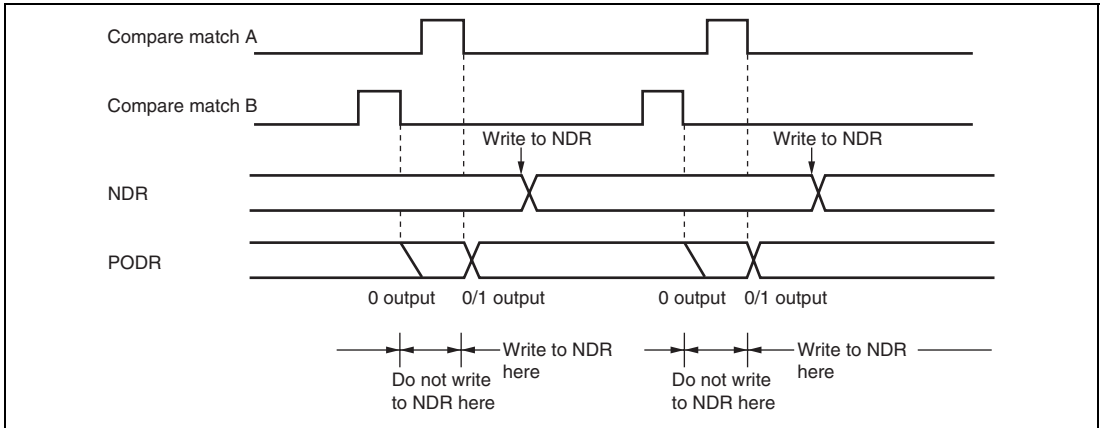 Compare match A
Compare match B
Write to NDR Write to NDR
NDR
PODR
0 output 0/1 output 0 output 0/1 output
Write to NDR here Write to NDR here
Do not write to NDR here Do not write to NDR here